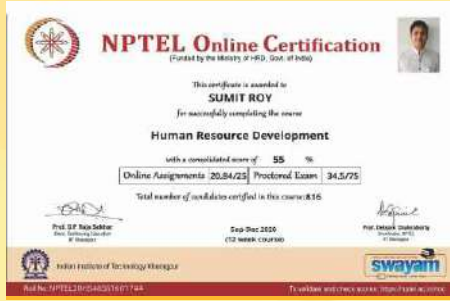 NPTEL Online Certification
(Funded by the Ministry of HRD, Govt. of India)
This certificate is awarded to
SUMIT ROY
for successfully completing the course
Human Resource Development
with a consolidated score of 55 %
Online Assignments 20.84/25 Proctored Exam 34.5/75
Total number of candidates certified in this course:816
Sep-Dec 2020
(12 week course)
Indian Institute of Technology Kharagpur
swayam